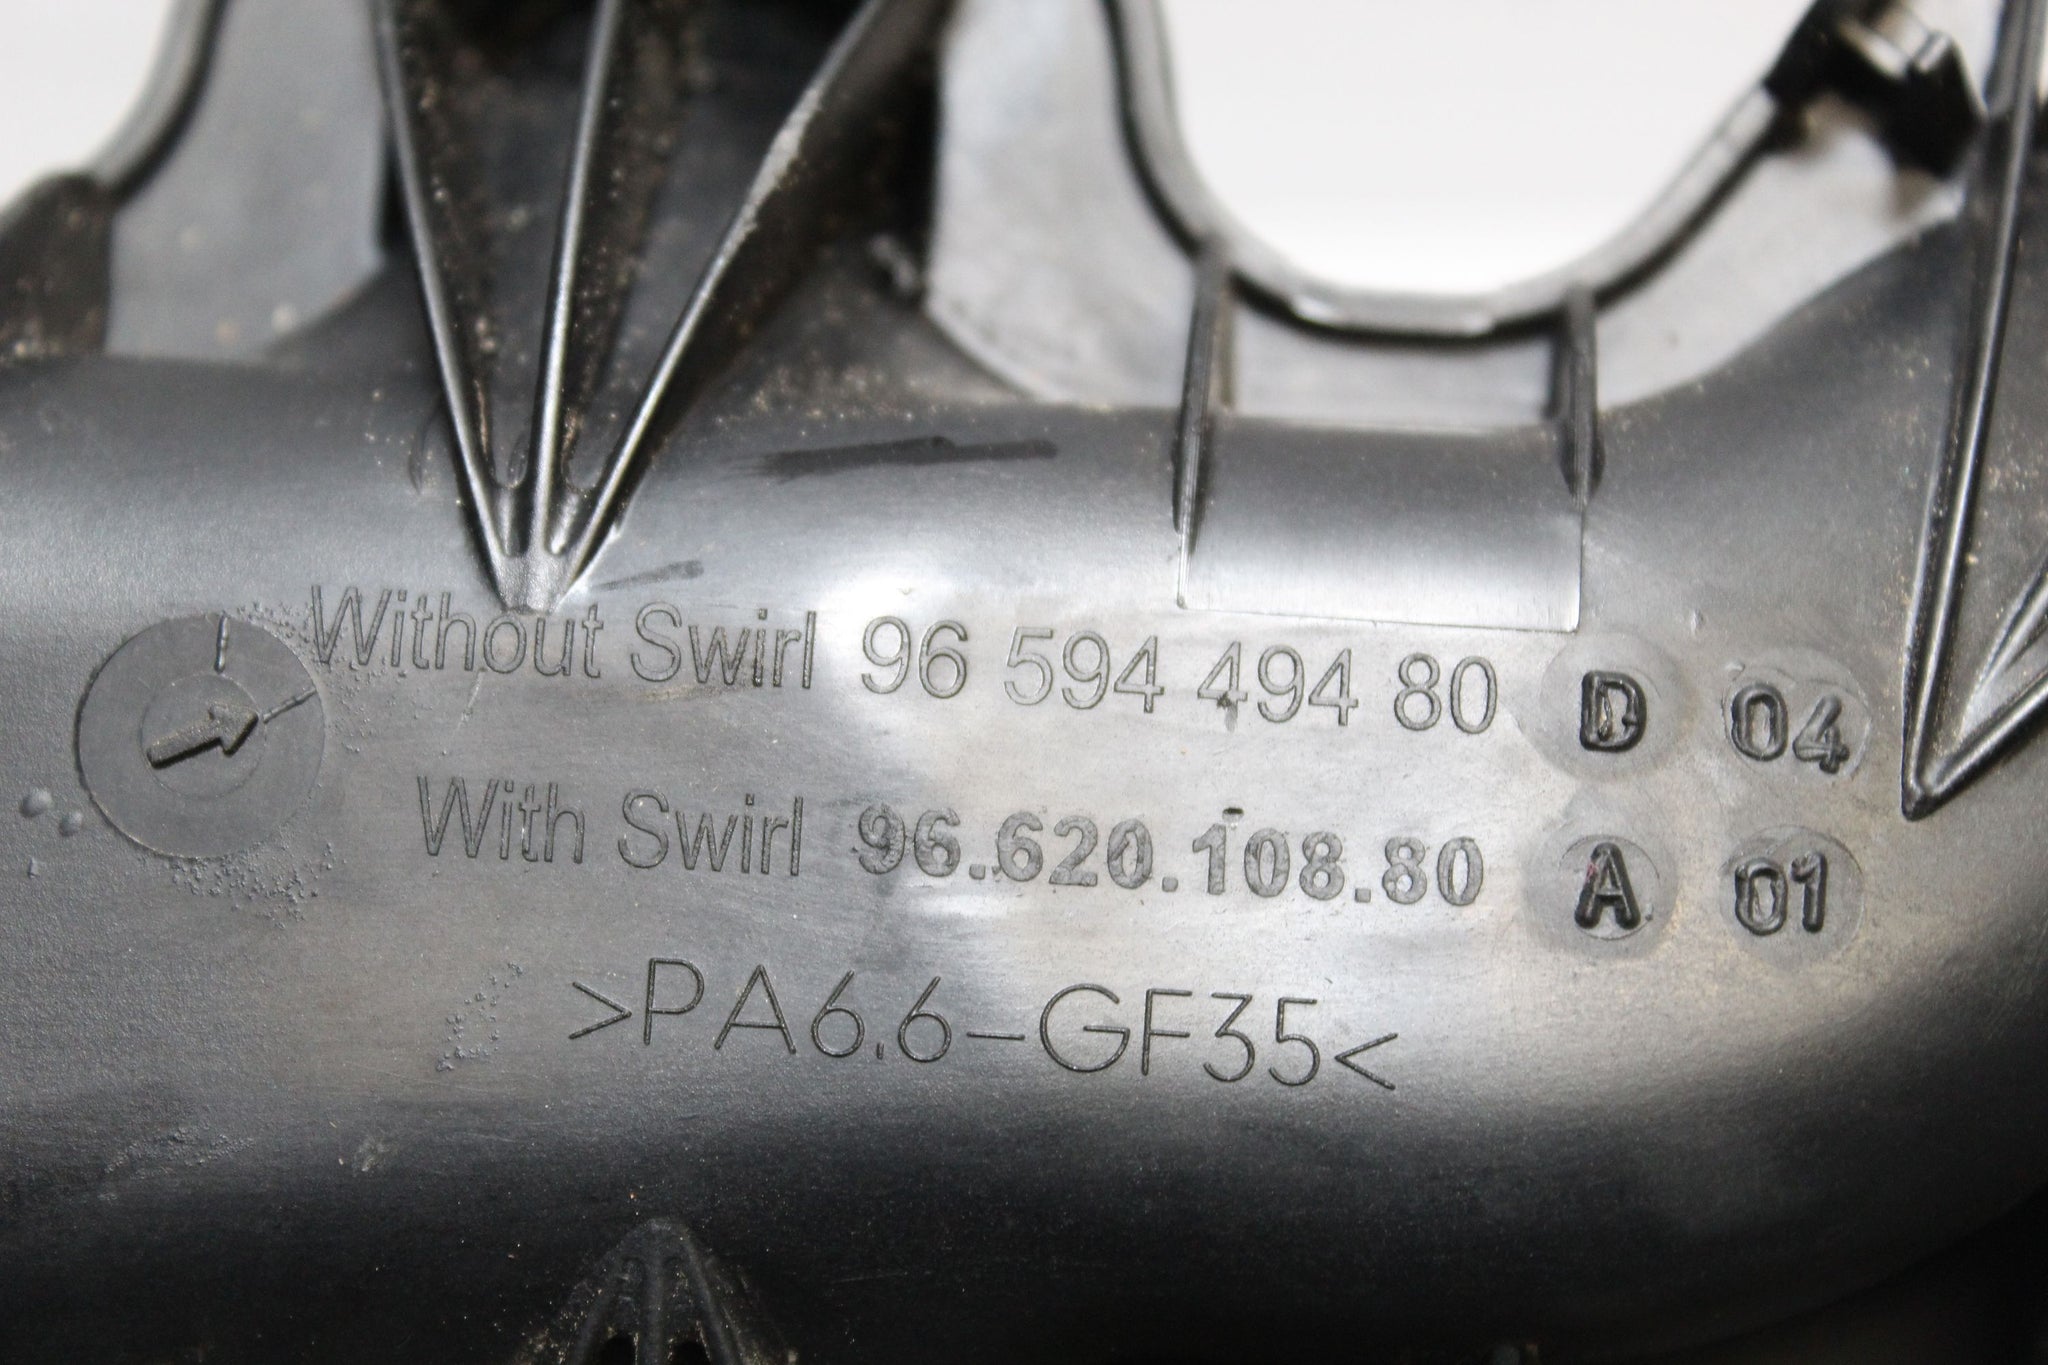 Without Swirl 96 594 494 80 D 04
With Swirl 96.620.108.80 A 01
>PA6.6-GF35<